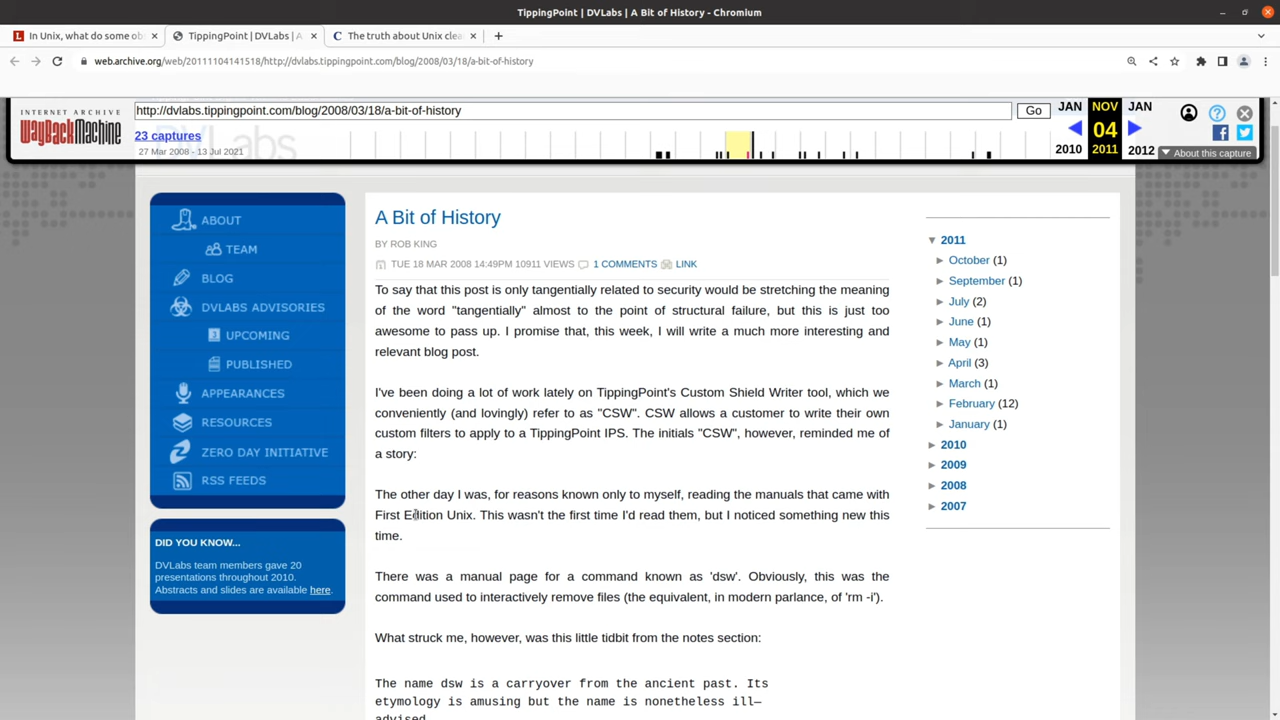 TippingPoint | DVLabs | A Bit of History - Chromium
In Unix, what do some ob
TippingPoint | DVLabs | A
The truth about Unix clea
web.archive.org/web/20111104141518/http://dvlabs.tippingpoint.com/blog/2008/03/18/a-bit-of-history
INTERNET ARCHIVE
WayBackMachine
http://dvlabs.tippingpoint.com/blog/2008/03/18/a-bit-of-history
Go
23 captures
27 Mar 2008 - 13 Jul 2021
DVLabs
JAN NOV JAN
04
2010 2011 2012
About this capture
ABOUT
TEAM
BLOG
DVLABS ADVISORIES
UPCOMING
PUBLISHED
APPEARANCES
RESOURCES
ZERO DAY INITIATIVE
RSS FEEDS
DID YOU KNOW...
DVLabs team members gave 20
presentations throughout 2010.
Abstracts and slides are available here.
A Bit of History
BY ROB KING
TUE 18 MAR 2008 14:49PM 10911 VIEWS 1 COMMENTS LINK
To say that this post is only tangentially related to security would be stretching the meaning
of the word "tangentially" almost to the point of structural failure, but this is just too
awesome to pass up. I promise that, this week, I will write a much more interesting and
relevant blog post.
I've been doing a lot of work lately on TippingPoint's Custom Shield Writer tool, which we
conveniently (and lovingly) refer to as "CSW". CSW allows a customer to write their own
custom filters to apply to a TippingPoint IPS. The initials "CSW", however, reminded me of
a story:
The other day I was, for reasons known only to myself, reading the manuals that came with
First Edition Unix. This wasn't the first time I'd read them, but I noticed something new this
time.
There was a manual page for a command known as 'dsw'. Obviously, this was the
command used to interactively remove files (the equivalent, in modern parlance, of 'rm -i').
What struck me, however, was this little tidbit from the notes section:
The name dsw is a carryover from the ancient past. Its
etymology is amusing but the name is nonetheless ill—
advised.
2011
October (1)
September (1)
July (2)
June (1)
May (1)
April (3)
March (1)
February (12)
January (1)
2010
2009
2008
2007